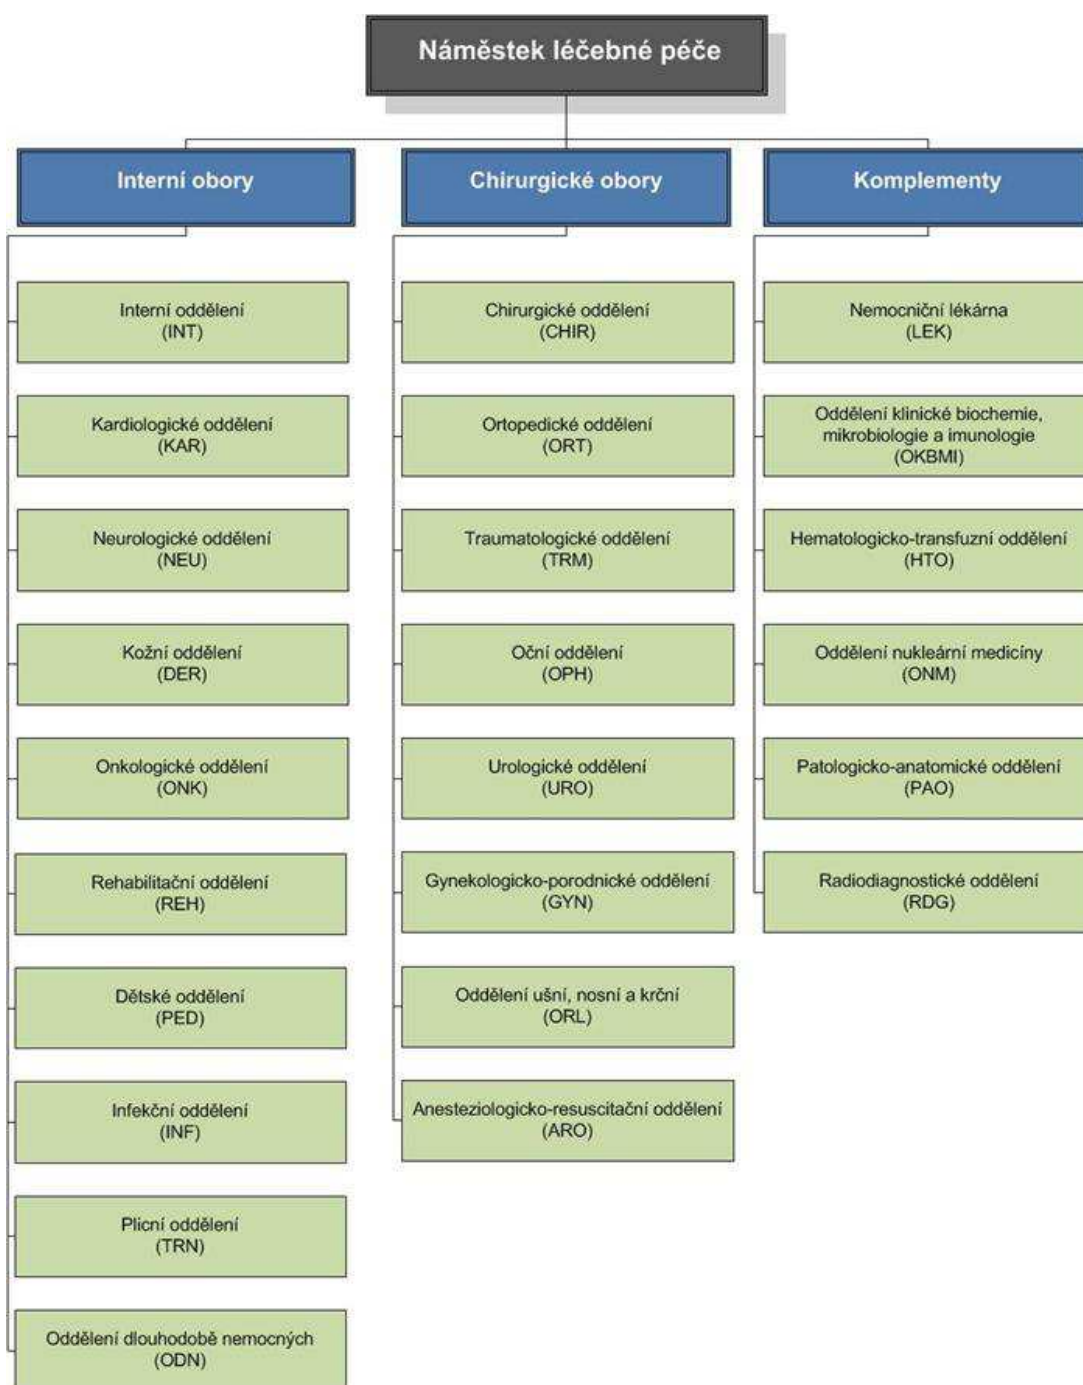 Náměstek léčebné péče
Interní obory
Interní oddělení
(INT)
Kardiologické oddělení
(KAR)
Neurologické oddělení
(NEU)
Kožní oddělení
(DER)
Onkologické oddělení
(ONK)
Rehabilitační oddělení
(REH)
Dětské oddělení
(PED)
Infekční oddělení
(INF)
Plicní oddělení
(TRN)
Oddělení dlouhodobě nemocných
(ODN)
Chirurgické obory
Chirurgické oddělení
(CHIR)
Ortopedické oddělení
(ORT)
Traumatologické oddělení
(TRM)
Oční oddělení
(OPH)
Urologické oddělení
(URO)
Gynekologicko-porodnické oddělení
(GYN)
Oddělení ušní, nosní a krční
(ORL)
Anesteziologicko-resuscitační oddělení
(ARO)
Komplementy
Nemocniční lékárna
(LEK)
Oddělení klinické biochemie,
mikrobiologie a imunologie
(OKBMI)
Hematologicko-transfuzní oddělení
(HTO)
Oddělení nukleární medicíny
(ONM)
Patologicko-anatomické oddělení
(PAO)
Radiodiagnostické oddělení
(RDG)